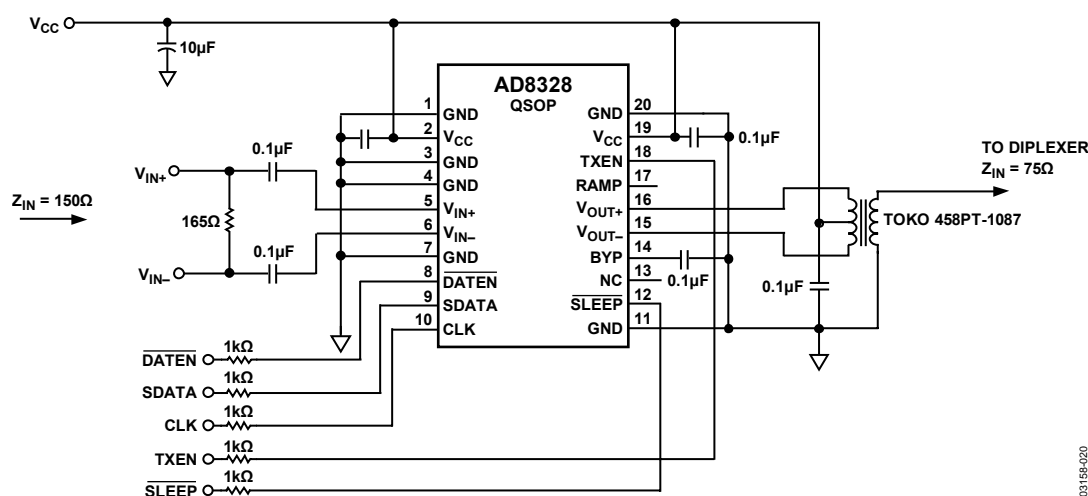 VCC
10µF
AD8328
QSOP
1 GND
2 VCC
3 GND
4 GND
5 VIN+
6 VIN–
7 GND
8 DATEN
9 SDATA
10 CLK
GND 20
VCC 19
TXEN 18
RAMP 17
VOUT+ 16
VOUT– 15
BYP 14
NC 13
SLEEP 12
GND 11
0.1µF
VIN+
ZIN = 150Ω
165Ω
0.1µF
VIN–
0.1µF
0.1µF
TO DIPLEXER
ZIN = 75Ω
TOKO 458PT-1087
0.1µF
DATEN 1kΩ
SDATA 1kΩ
CLK 1kΩ
TXEN 1kΩ
SLEEP 1kΩ
03158-020